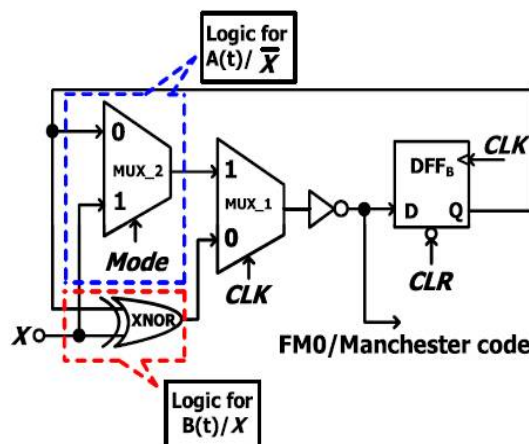 Logic for
A(t)/ X̅
0
MUX_2
1
Mode
1
MUX_1
0
CLK
DFF_B
CLK
D
Q
CLR
X
XNOR
FM0/Manchester code
Logic for
B(t)/X